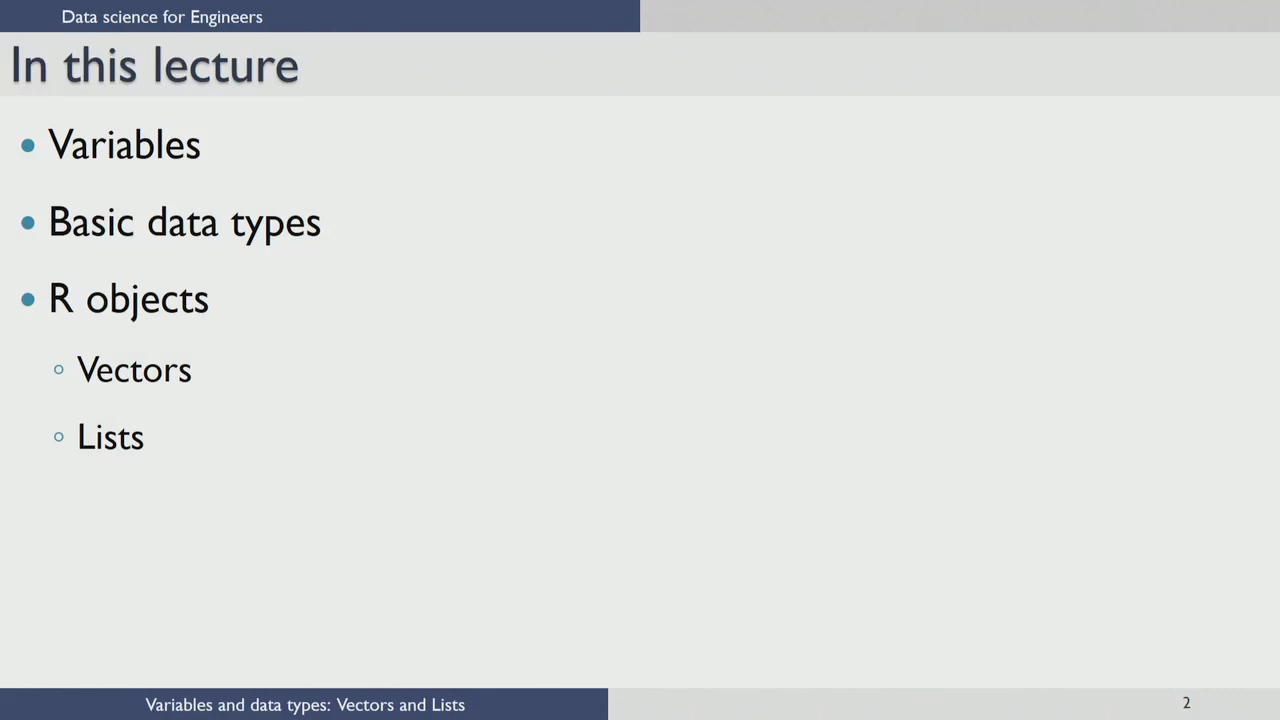 Data science for Engineers
In this lecture
• Variables
• Basic data types
• R objects
◦ Vectors
◦ Lists
Variables and data types: Vectors and Lists
2